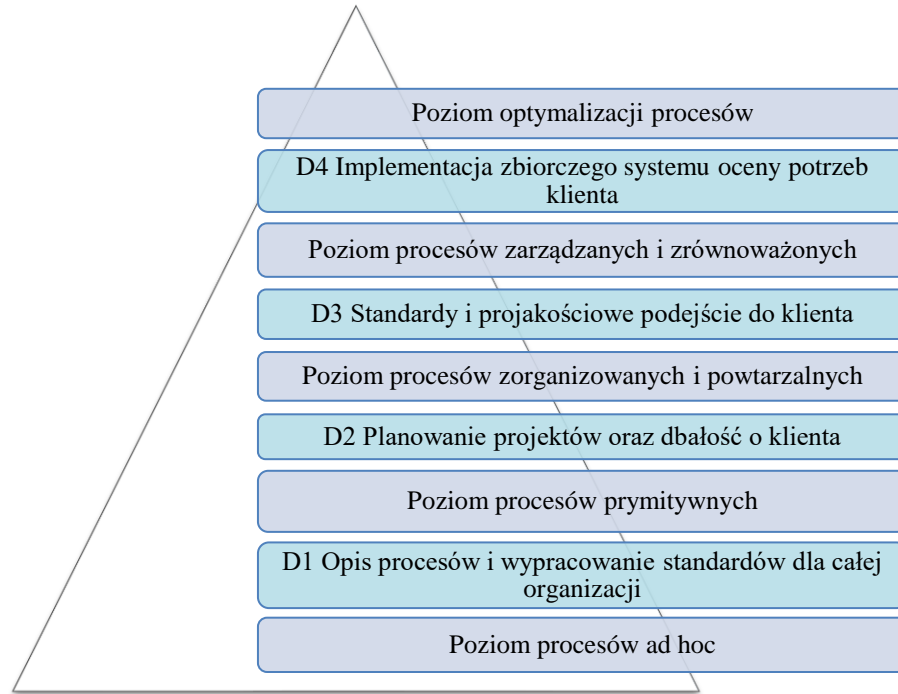 Poziom optymalizacji procesów
D4 Implementacja zbiorczego systemu oceny potrzeb
klienta
Poziom procesów zarządzanych i zrównoważonych
D3 Standardy i projakościowe podejście do klienta
Poziom procesów zorganizowanych i powtarzalnych
D2 Planowanie projektów oraz dbałość o klienta
Poziom procesów prymitywnych
D1 Opis procesów i wypracowanie standardów dla całej
organizacji
Poziom procesów ad hoc